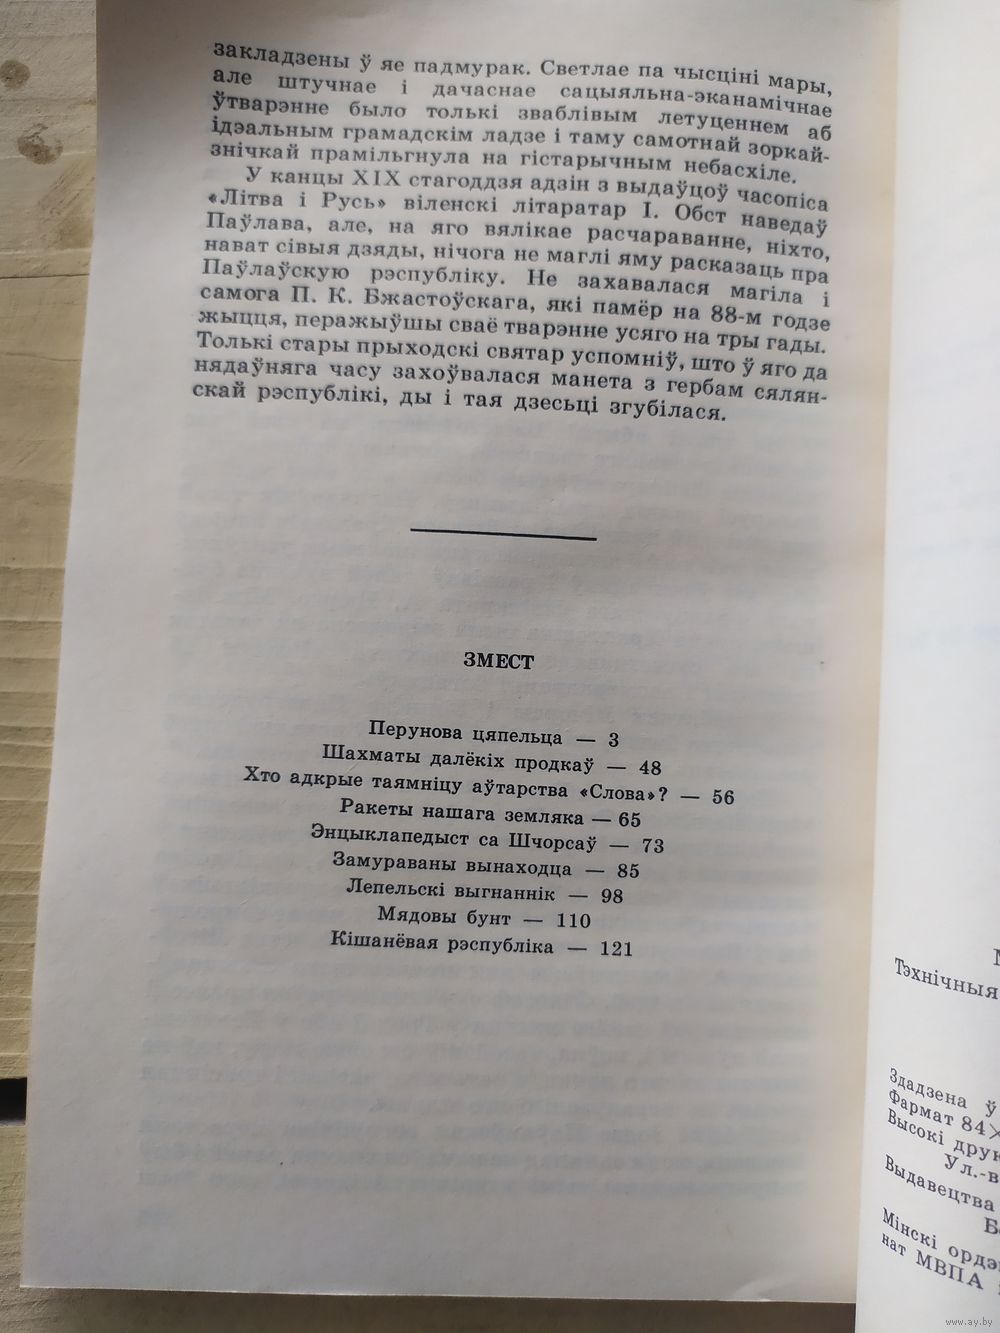 закладзены ў яе падмурак. Светлае па чысціні мары,
але штучнае і дачаснае сацыяльна-эканамічнае
ўтварэнне было толькі зваблівым летуценнем аб
ідэальным грамадскім ладзе і таму самотнай зоркай-
знічкай прамільгнула на гістарычным небасхіле.
У канцы XIX стагоддзя адзін з выдаўцоў часопіса
«Літва і Русь» віленскі літаратар І. Обст наведаў
Паўлава, але, на яго вялікае расчараванне, ніхто,
нават сівыя дзяды, нічога не маглі яму расказаць пра
Паўлаўскую рэспубліку. Не захавалася магіла і
самога П. К. Бжастоўскага, які памёр на 88-м годзе
жыцця, перажыўшы сваё тварэнне усяго на тры гады.
Толькі стары прыходскі святар успомніў, што ў яго да
нядаўняга часу захоўвалася манета з гербам сялян-
скай рэспублікі, ды і тая дзесьці згубілася.
ЗМЕСТ
Перунова цяпельца — 3
Шахматы далёкіх продкаў — 48
Хто адкрые таямніцу аўтарства «Слова»? — 56
Ракеты нашага земляка — 65
Энцыклапедыст са Шчорсаў — 73
Замураваны вынаходца — 85
Лепельскі выгнаннік — 98
Мядовы бунт — 110
Кішанёвая рэспубліка — 121
Тэхнічныя
Здадзена ў
Фармат 84×
Высокі друк
Ул.-в
Выдавецтва
Мінскі ордэ
нат МВПА
www.ay.by